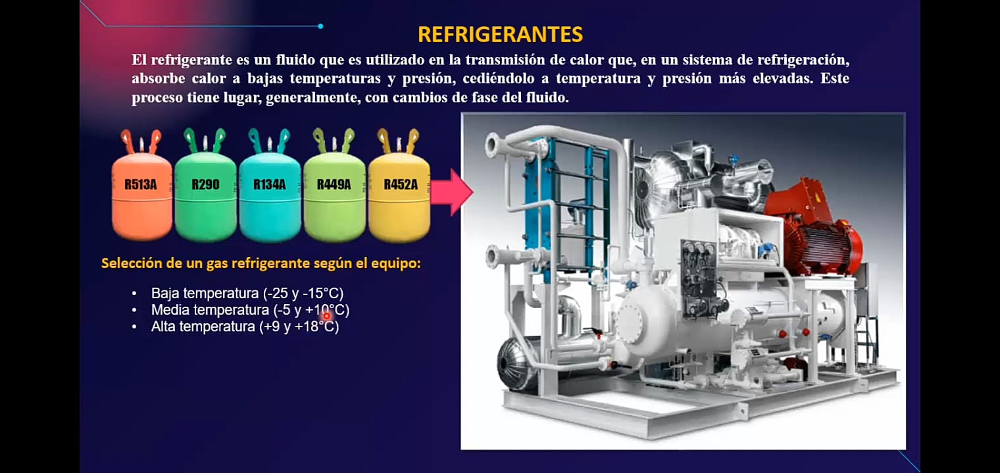 REFRIGERANTES
El refrigerante es un fluido que es utilizado en la transmisión de calor que, en un sistema de refrigeración,
absorbe calor a bajas temperaturas y presión, cediéndolo a temperatura y presión más elevadas. Este
proceso tiene lugar, generalmente, con cambios de fase del fluido.
R513A R290 R134A R449A R452A
Selección de un gas refrigerante según el equipo:
• Baja temperatura (-25 y -15°C)
• Media temperatura (-5 y +10°C)
• Alta temperatura (+9 y +18°C)